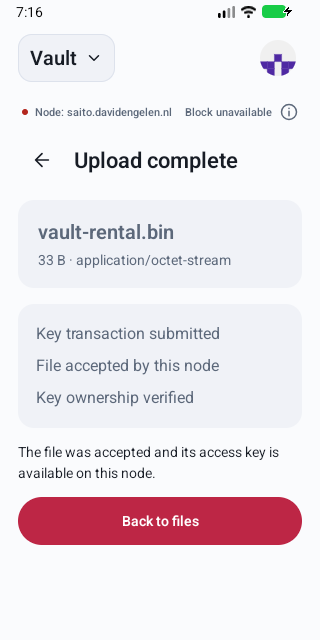 7:16
Vault
Node: saito.davidengelen.nl Block unavailable
Upload complete
vault-rental.bin
33 B · application/octet-stream
Key transaction submitted
File accepted by this node
Key ownership verified
The file was accepted and its access key is
available on this node.
Back to files